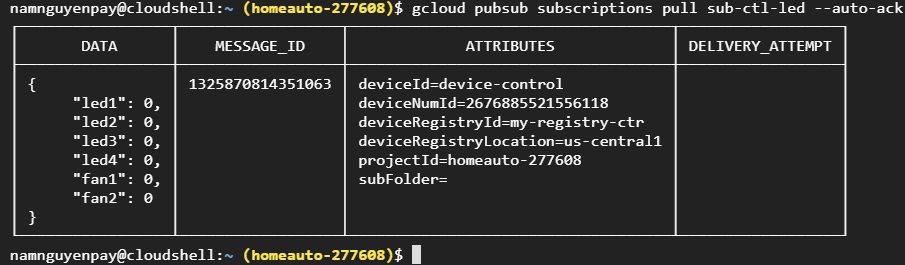 namnguyenpay@cloudshell:~ (homeauto-277608)$ gcloud pubsub subscriptions pull sub-ctl-led --auto-ack
DATA MESSAGE_ID ATTRIBUTES DELIVERY_ATTEMPT
{ 1325870814351063 deviceId=device-control
"led1": 0, deviceNumId=2676885521556118
"led2": 0, deviceRegistryId=my-registry-ctr
"led3": 0, deviceRegistryLocation=us-central1
"led4": 0, projectId=homeauto-277608
"fan1": 0, subFolder=
"fan2": 0
}
namnguyenpay@cloudshell:~ (homeauto-277608)$